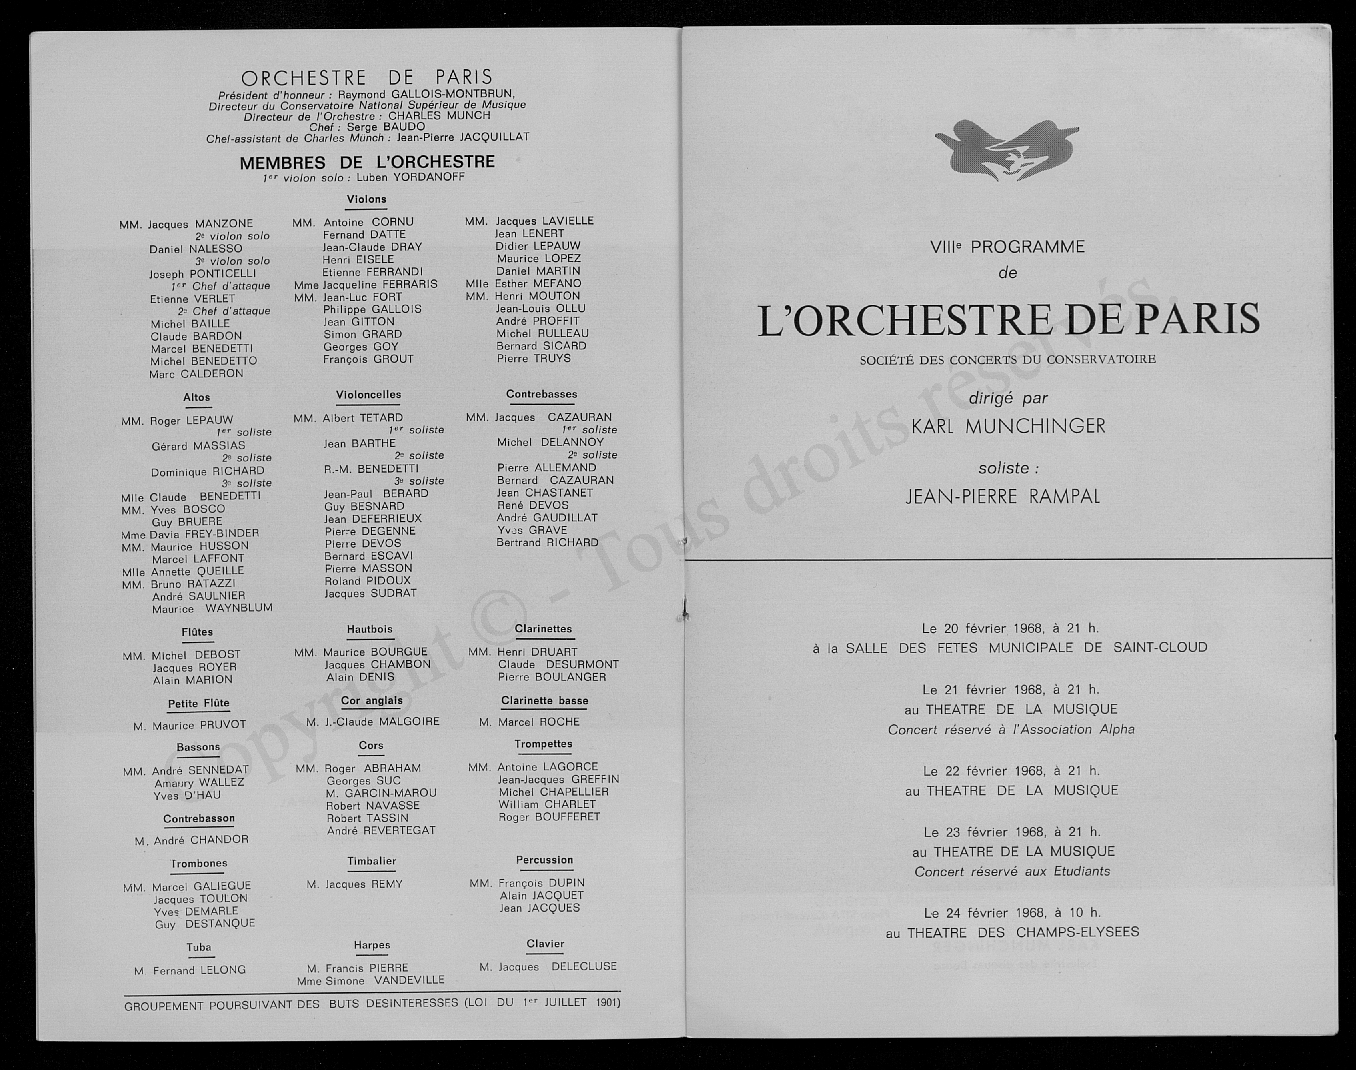 ORCHESTRE DE PARIS
Président d'honneur : Raymond GALLOIS-MONTBRUN,
Directeur du Conservatoire National Supérieur de Musique
Directeur de l'Orchestre : CHARLES MUNCH
Chef : Serge BAUDO
Chef-assistant de Charles Münch : Jean-Pierre JACQUILLAT
MEMBRES DE L'ORCHESTRE
1er violon solo : Luben YORDANOFF
Violons
MM. Jacques MANZONE
2e violon solo
Daniel NALESSO
3e violon solo
Joseph PONTICELLI
1er Chef d'attaque
Etienne VERLET
2e Chef d'attaque
Michel BAILLE
Claude BARDON
Marcel BENEDETTI
Michel BENEDETTO
Marc CALDERON
MM. Antoine CORNU
Fernand DATTE
Jean-Claude DRAY
Henri EISELE
Etienne FERRANDI
Mme Jacqueline FERRARIS
MM. Jean-Luc FORT
Philippe GALLOIS
Jean GITTON
Simon GRARD
Georges GOY
François GROUT
MM. Jacques LAVIELLE
Jean LENERT
Didier LEPAUW
Maurice LOPEZ
Daniel MARTIN
Mlle Esther MEFANO
MM. Henri MOUTON
Jean-Louis OLLU
André PROFFIT
Michel RULLEAU
Bernard SICARD
Pierre TRUYS
Altos
MM. Roger LEPAUW
1er soliste
Gérard MASSIAS
2e soliste
Dominique RICHARD
3e soliste
Mlle Claude BENEDETTI
MM. Yves BOSCO
Guy BRUERE
Mme Davia FREY-BINDER
MM. Maurice HUSSON
Marcel LAFFONT
Mlle Annette QUEILLE
MM. Bruno RATAZZI
André SAULNIER
Maurice WAYNBLUM
Violoncelles
MM. Albert TETARD
1er soliste
Jean BARTHE
2e soliste
R.-M. BENEDETTI
3e soliste
Jean-Paul BERARD
Guy BESNARD
Jean DEFERRIEUX
Pierre DEGENNE
Pierre DEVOS
Bernard ESCAVI
Pierre MASSON
Roland PIDOUX
Jacques SUDRAT
Contrebasses
MM. Jacques CAZAURAN
1er soliste
Michel DELANNOY
2e soliste
Pierre ALLEMAND
Bernard CAZAURAN
Jean CHASTANET
René DEVOS
André GAUDILLAT
Yves GRAVE
Bertrand RICHARD
Flûtes
MM. Michel DEBOST
Jacques ROYER
Alain MARION
Hautbois
MM. Maurice BOURGUE
Jacques CHAMBON
Alain DENIS
Clarinettes
MM. Henri DRUART
Claude DESURMONT
Pierre BOULANGER
Petite Flûte
M. Maurice PRUVOT
Cor anglais
M. J.-Claude MALGOIRE
Clarinette basse
M. Marcel ROCHE
Bassons
MM. André SENNEDAT
Amaury WALLEZ
Yves D'HAU
Cors
MM. Roger ABRAHAM
Georges SUC
M. GARCIN-MAROU
Robert NAVASSE
Robert TASSIN
André REVERTEGAT
Trompettes
MM. Antoine LAGORCE
Jean-Jacques GREFFIN
Michel CHAPELLIER
William CHARLET
Roger BOUFFERET
Contrebasson
M. André CHANDOR
Trombones
MM. Marcel GALIEGUE
Jacques TOULON
Yves DEMARLE
Guy DESTANQUE
Timbalier
M. Jacques REMY
Percussion
MM. François DUPIN
Alain JACQUET
Jean JACQUES
Tuba
M Fernand LELONG
Harpes
M. Francis PIERRE
Mme Simone VANDEVILLE
Clavier
M. Jacques DELECLUSE
GROUPEMENT POURSUIVANT DES BUTS DESINTERESSES (LOI DU 1er JUILLET 1901)
VIIIe PROGRAMME
de
L'ORCHESTRE DE PARIS
SOCIÉTÉ DES CONCERTS DU CONSERVATOIRE
dirigé par
KARL MUNCHINGER
soliste :
JEAN-PIERRE RAMPAL
Le 20 février 1968, à 21 h.
à la SALLE DES FETES MUNICIPALE DE SAINT-CLOUD
Le 21 février 1968, à 21 h.
au THEATRE DE LA MUSIQUE
Concert réservé à l'Association Alpha
Le 22 février 1968, à 21 h.
au THEATRE DE LA MUSIQUE
Le 23 février 1968, à 21 h.
au THEATRE DE LA MUSIQUE
Concert réservé aux Etudiants
Le 24 février 1968, à 10 h.
au THEATRE DES CHAMPS-ELYSEES
Copyright © - Tous droits réservés.